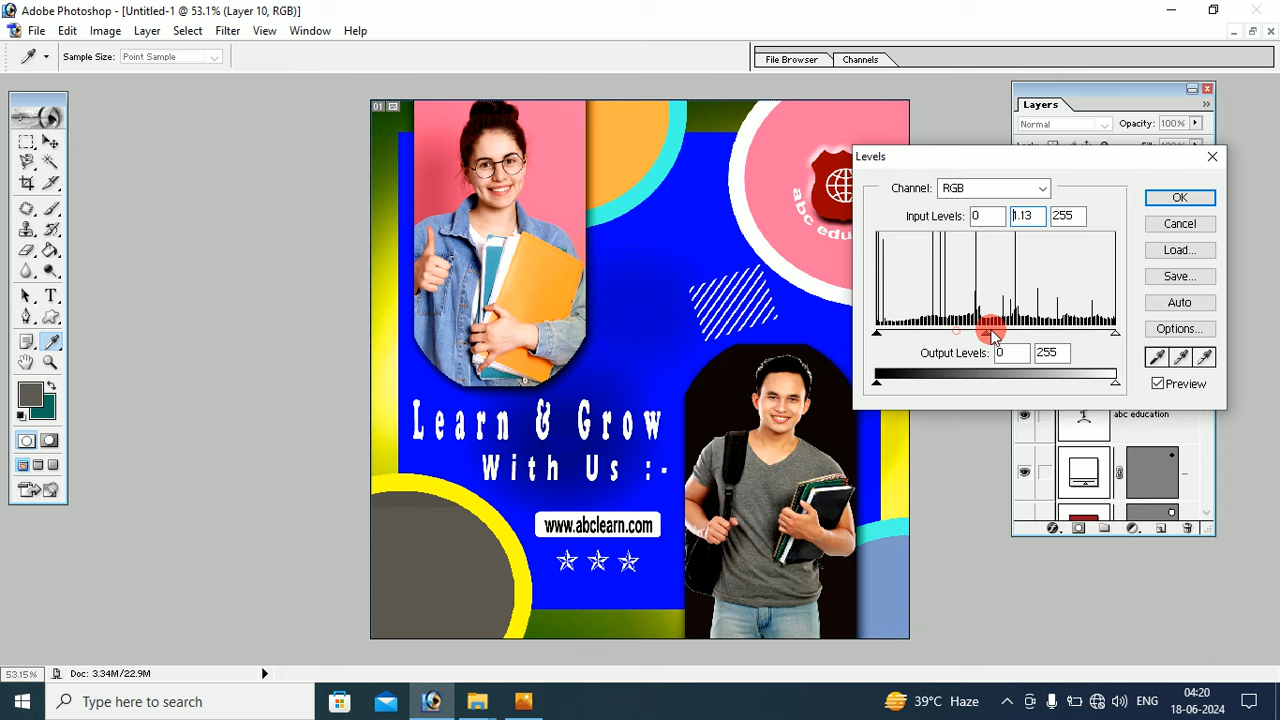 Adobe Photoshop - [Untitled-1 @ 53.1% (Layer 10, RGB)]
File Edit Image Layer Select Filter View Window Help
Sample Size: Point Sample
File Browser Channels
Layers
Normal Opacity: 100%
01
Levels
Channel: RGB
Input Levels: 0 1.13 255
OK
Cancel
Load...
Save...
Auto
Options...
Output Levels: 0 255
Preview
abc edu
abc education
Learn & Grow
With Us :-
www.abclearn.com
53.15% Doc: 3.34M/22.9M
Type here to search
39°C Haze
ENG
04:20
18-06-2024